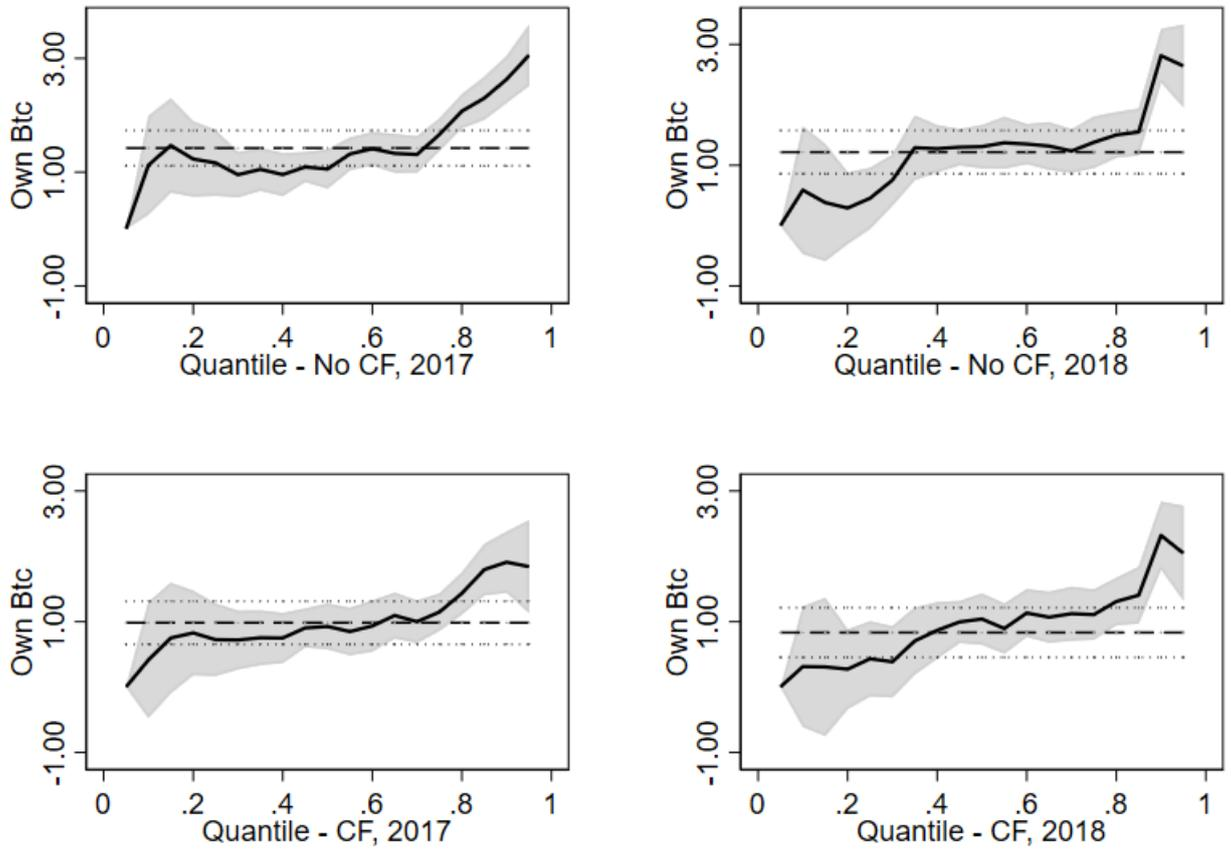 Own Btc
3.00
1.00
-1.00
0 .2 .4 .6 .8 1
Quantile - No CF, 2017
Own Btc
3.00
1.00
-1.00
0 .2 .4 .6 .8 1
Quantile - No CF, 2018
Own Btc
3.00
1.00
-1.00
0 .2 .4 .6 .8 1
Quantile - CF, 2017
Own Btc
3.00
1.00
-1.00
0 .2 .4 .6 .8 1
Quantile - CF, 2018